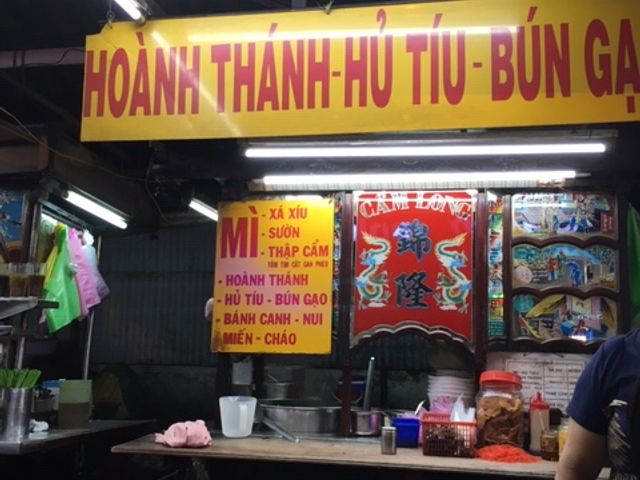 HOÀNH THÁNH - HỦ TÍU - BÚN GẠ
MÌ - XÁ XÍU
- SƯỜN
- THẬP CẨM
TÔM TIM CẬT GAN PHÈO
- HOÀNH THÁNH
- HỦ TÍU - BÚN GẠO
- BÁNH CANH - NUI
- MIẾN - CHÁO
CẨM LONG
錦隆